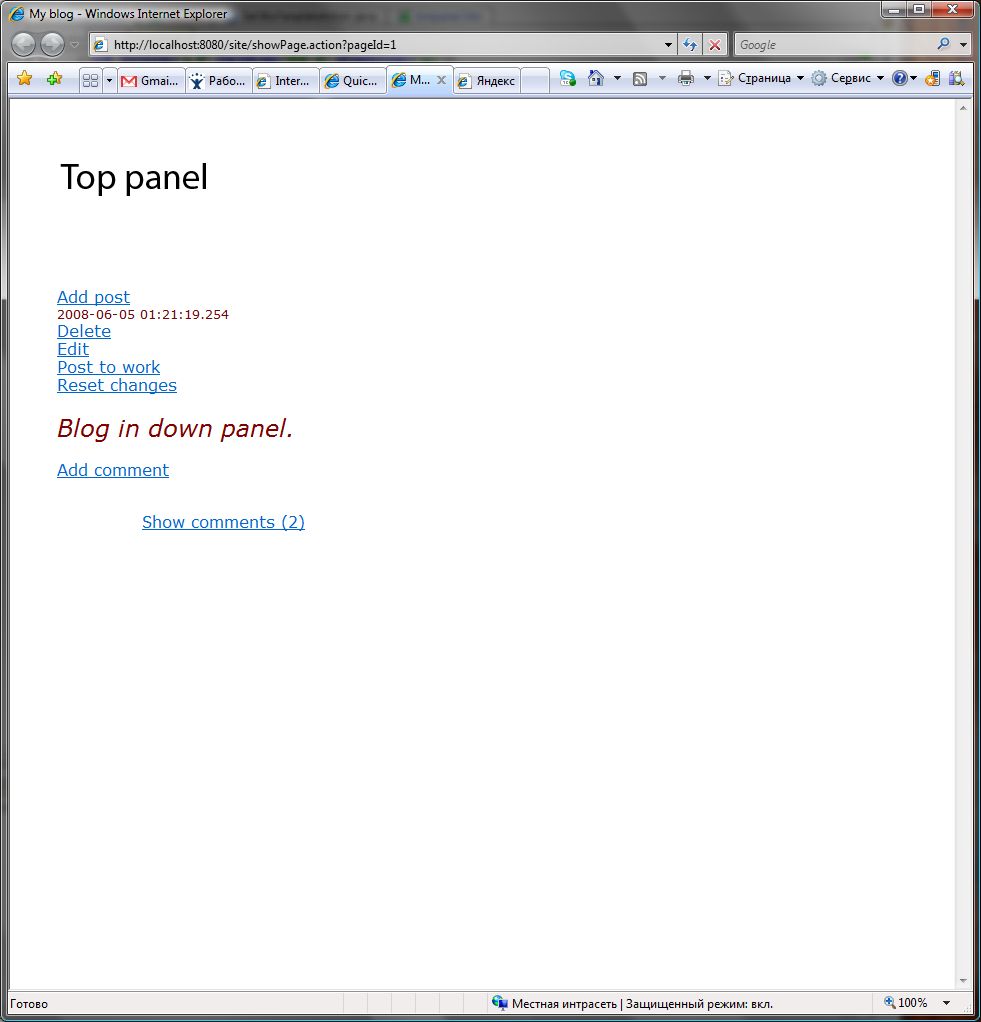 My blog - Windows Internet Explorer
http://localhost:8080/site/showPage.action?pageId=1
Google
Gmai... Рабо... Inter... Quic... M... Яндекс Страница Сервис
Top panel
Add post
2008-06-05 01:21:19.254
Delete
Edit
Post to work
Reset changes
Blog in down panel.
Add comment
Show comments (2)
Готово Местная интрасеть | Защищенный режим: вкл. 100%